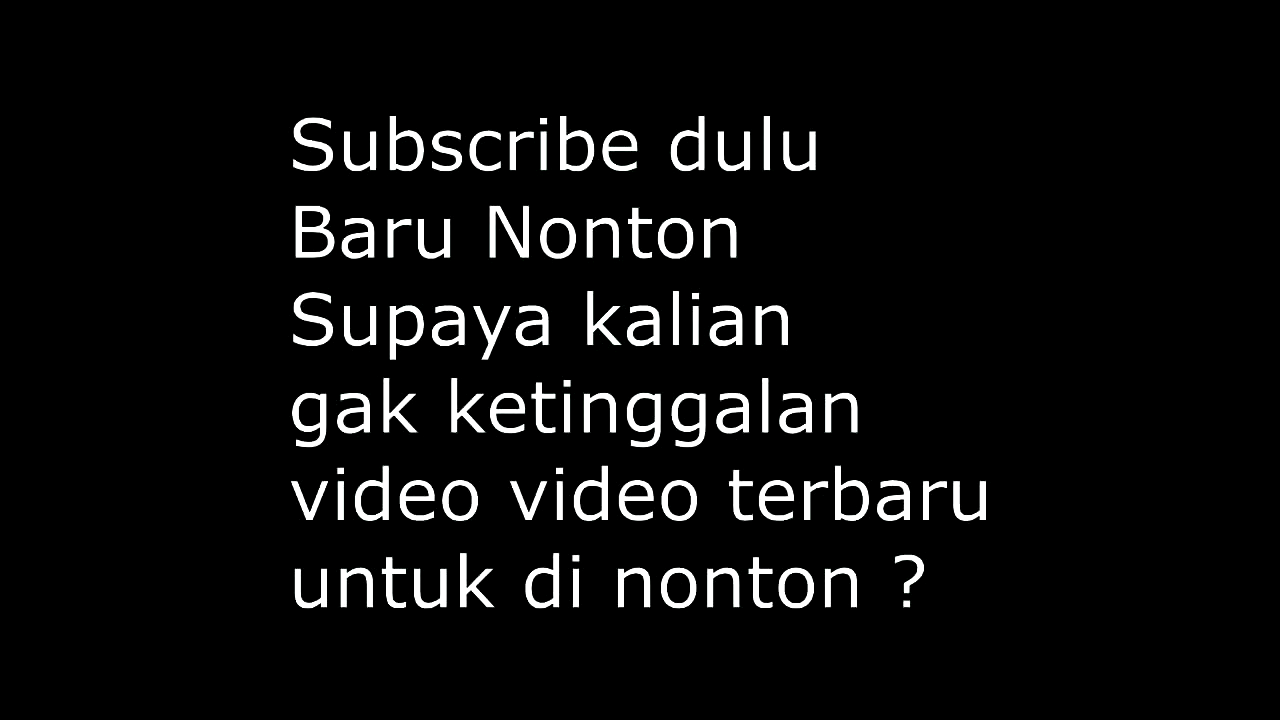 Subscribe dulu
Baru Nonton
Supaya kalian
gak ketinggalan
video video terbaru
untuk di nonton ?